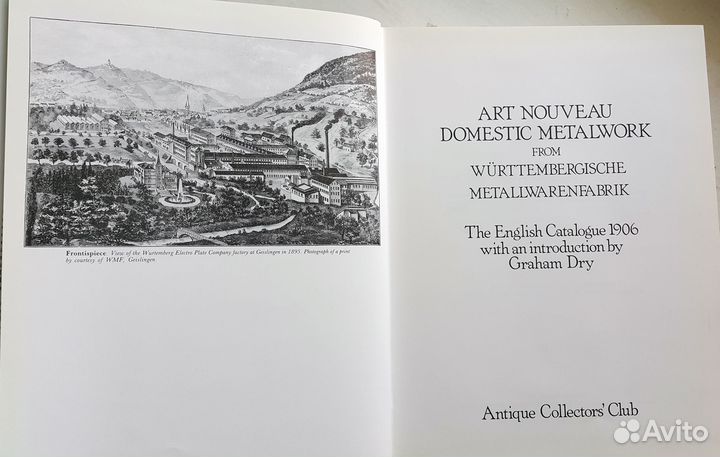 Frontispiece: View of the Wurtemberg Electro Plate Company factory at Geislingen in 1895. Photograph of a print
by courtesy of WMF, Geislingen
ART NOUVEAU
DOMESTIC METALWORK
FROM
WÜRTTEMBERGISCHE
METALLWARENFABRIK
The English Catalogue 1906
with an introduction by
Graham Dry
Antique Collectors' Club
Avito